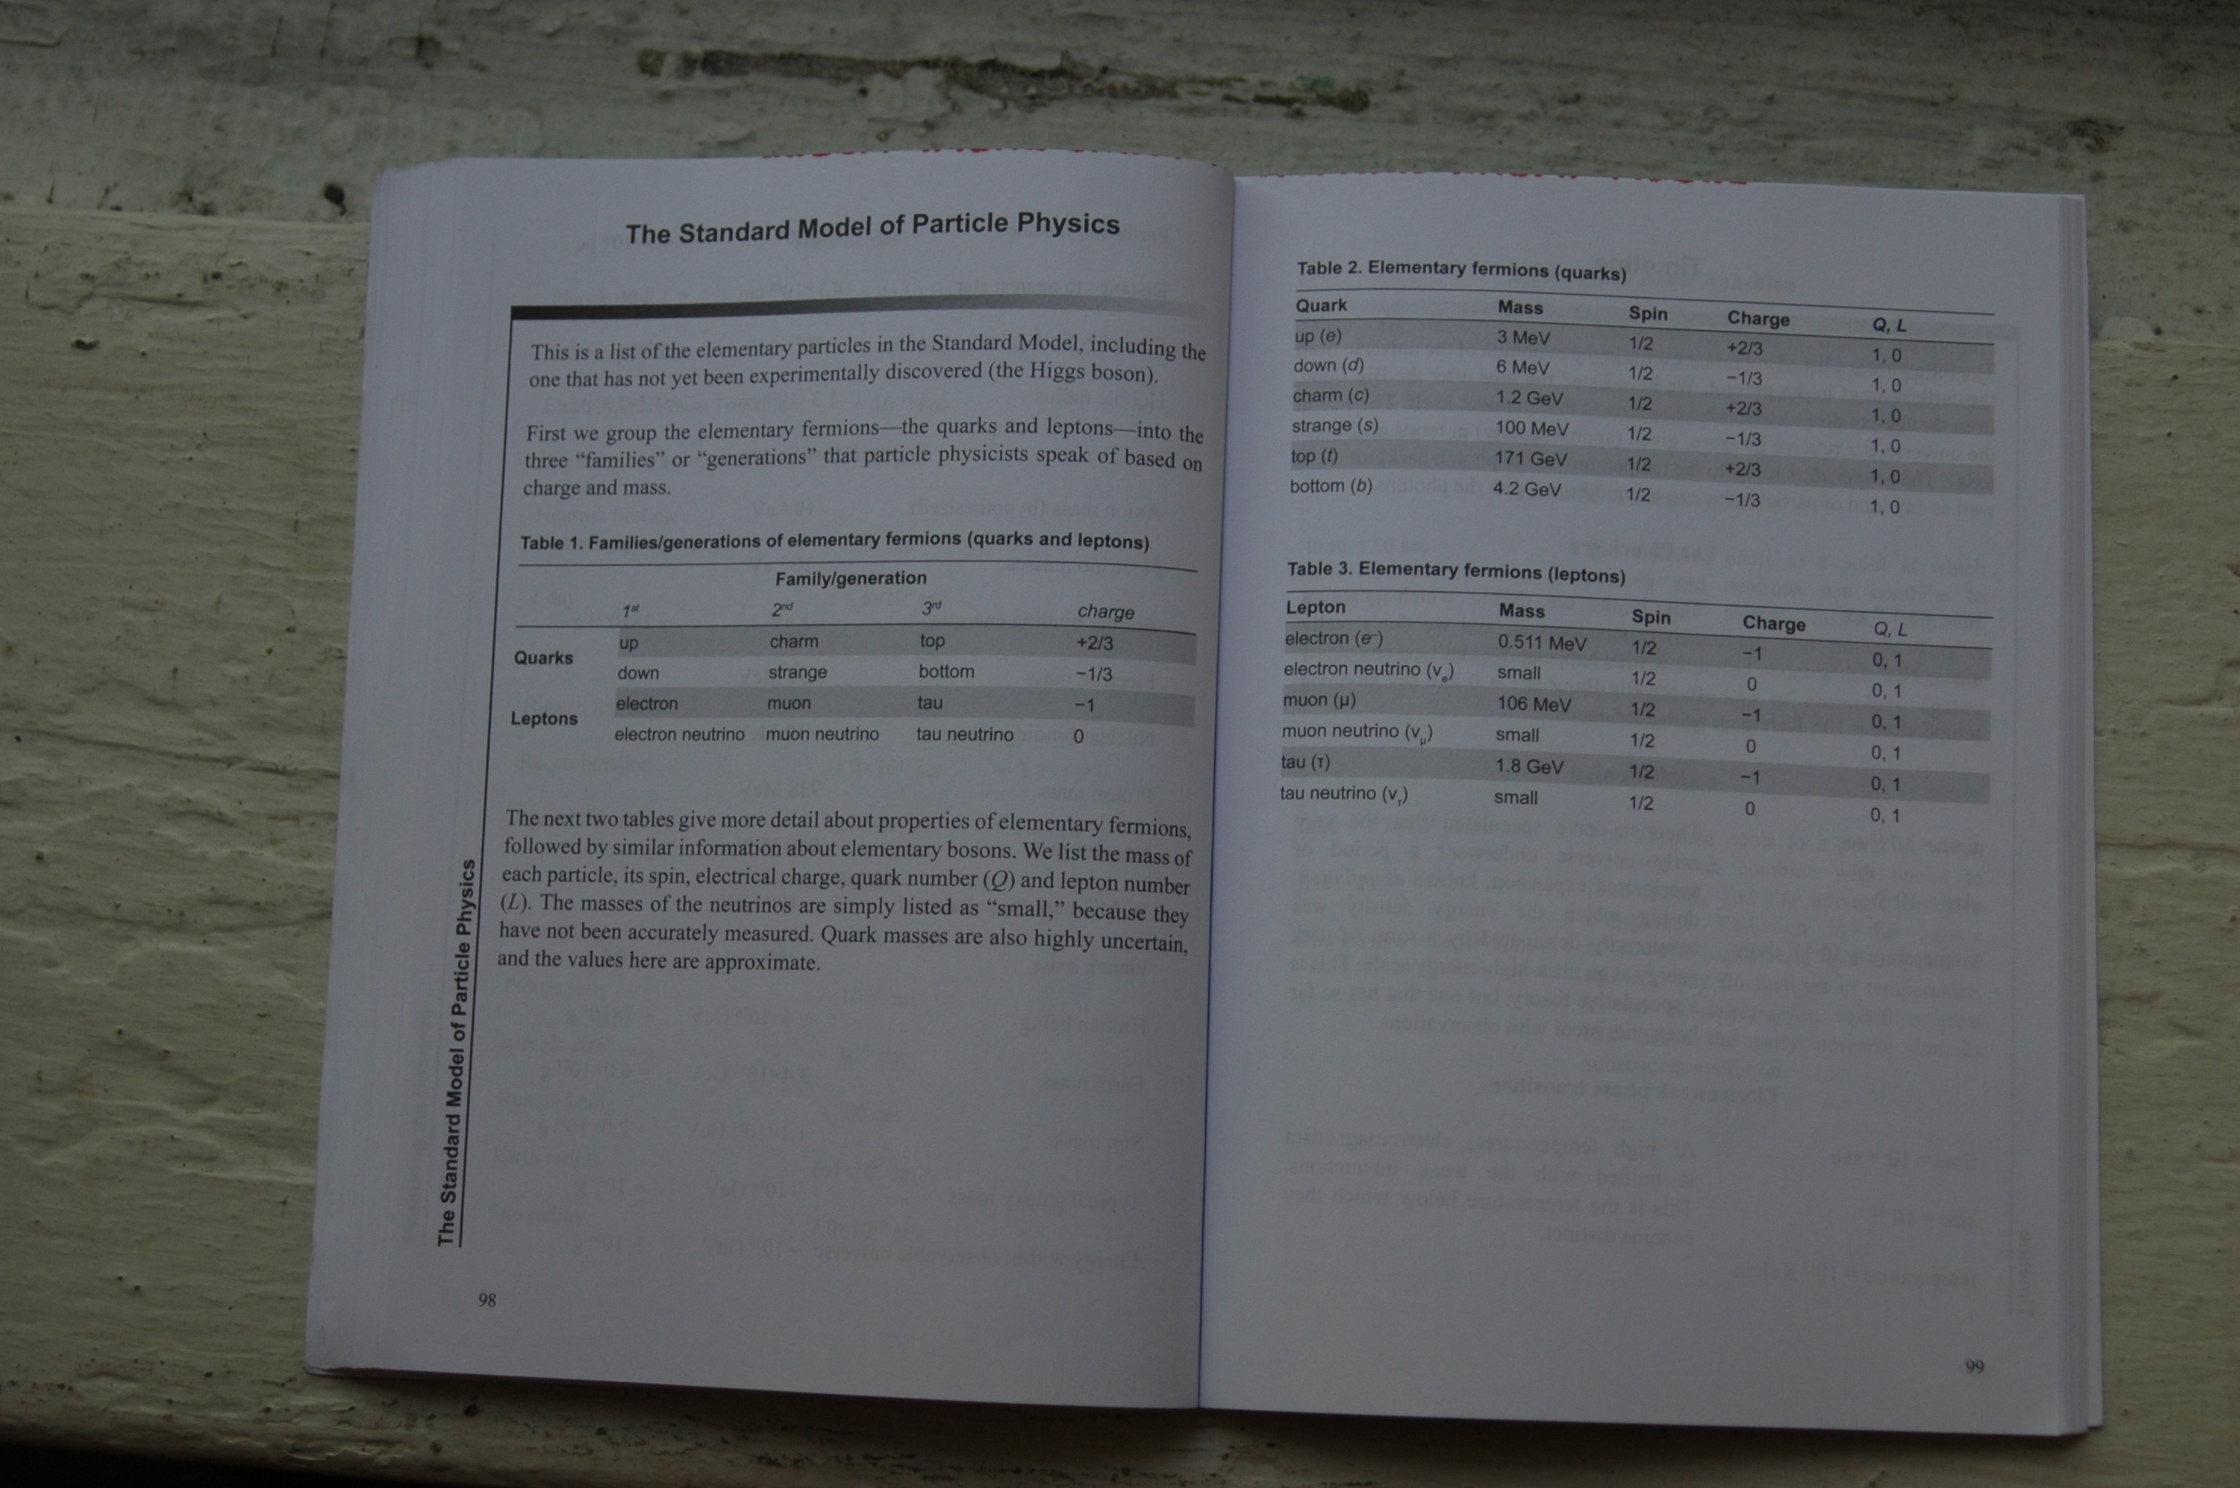 The Standard Model of Particle Physics
This is a list of the elementary particles in the Standard Model, including the
one that has not yet been experimentally discovered (the Higgs boson).
First we group the elementary fermions—the quarks and leptons—into the
three “families” or “generations” that particle physicists speak of based on
charge and mass.
Table 1. Families/generations of elementary fermions (quarks and leptons)
Family/generation
1st 2nd 3rd charge
Quarks
up charm top +2/3
down strange bottom −1/3
Leptons
electron muon tau −1
electron neutrino muon neutrino tau neutrino 0
The next two tables give more detail about properties of elementary fermions,
followed by similar information about elementary bosons. We list the mass of
each particle, its spin, electrical charge, quark number (Q) and lepton number
(L). The masses of the neutrinos are simply listed as “small,” because they
have not been accurately measured. Quark masses are also highly uncertain,
and the values here are approximate.
The Standard Model of Particle Physics
98
Table 2. Elementary fermions (quarks)
Quark Mass Spin Charge Q, L
up (e) 3 MeV 1/2 +2/3 1, 0
down (d) 6 MeV 1/2 −1/3 1, 0
charm (c) 1.2 GeV 1/2 +2/3 1, 0
strange (s) 100 MeV 1/2 −1/3 1, 0
top (t) 171 GeV 1/2 +2/3 1, 0
bottom (b) 4.2 GeV 1/2 −1/3 1, 0
Table 3. Elementary fermions (leptons)
Lepton Mass Spin Charge Q, L
electron (e⁻) 0.511 MeV 1/2 −1 0, 1
electron neutrino (νe) small 1/2 0 0, 1
muon (μ) 106 MeV 1/2 −1 0, 1
muon neutrino (νμ) small 1/2 0 0, 1
tau (τ) 1.8 GeV 1/2 −1 0, 1
tau neutrino (ντ) small 1/2 0 0, 1
99